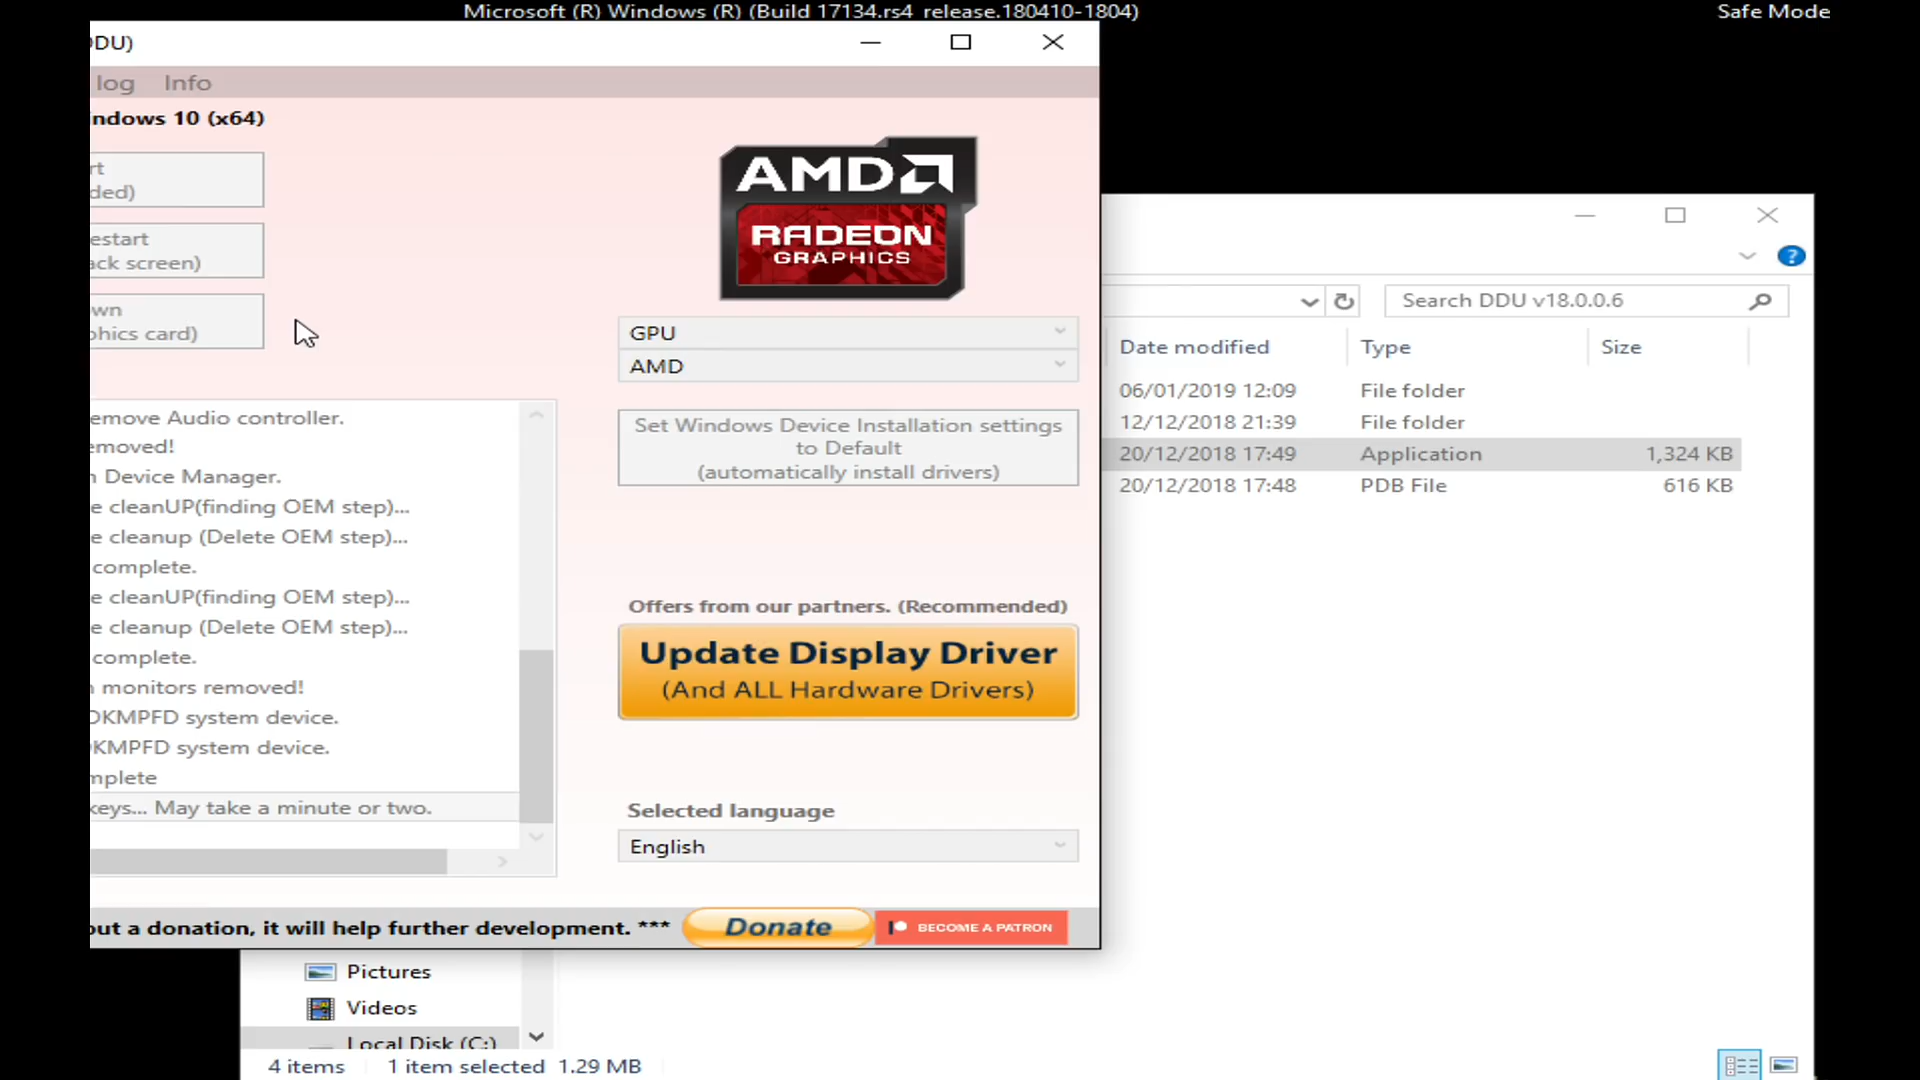 Microsoft (R) Windows (R) (Build 17134.rs4_release.180410-1804)
Safe Mode
DDU)
log Info
ndows 10 (x64)
rt
ded)
estart
ack screen)
wn
phics card)
AMD
RADEON
GRAPHICS
GPU
AMD
Set Windows Device Installation settings
to Default
(automatically install drivers)
emove Audio controller.
emoved!
n Device Manager.
e cleanUP(finding OEM step)...
e cleanup (Delete OEM step)...
complete.
e cleanUP(finding OEM step)...
e cleanup (Delete OEM step)...
complete.
n monitors removed!
DKMPFD system device.
KMPFD system device.
mplete
keys... May take a minute or two.
Offers from our partners. (Recommended)
Update Display Driver
(And ALL Hardware Drivers)
Selected language
English
out a donation, it will help further development. ***
Donate
BECOME A PATRON
Search DDU v18.0.0.6
Date modified Type Size
06/01/2019 12:09 File folder
12/12/2018 21:39 File folder
20/12/2018 17:49 Application 1,324 KB
20/12/2018 17:48 PDB File 616 KB
Pictures
Videos
Local Disk (C:)
4 items 1 item selected 1.29 MB